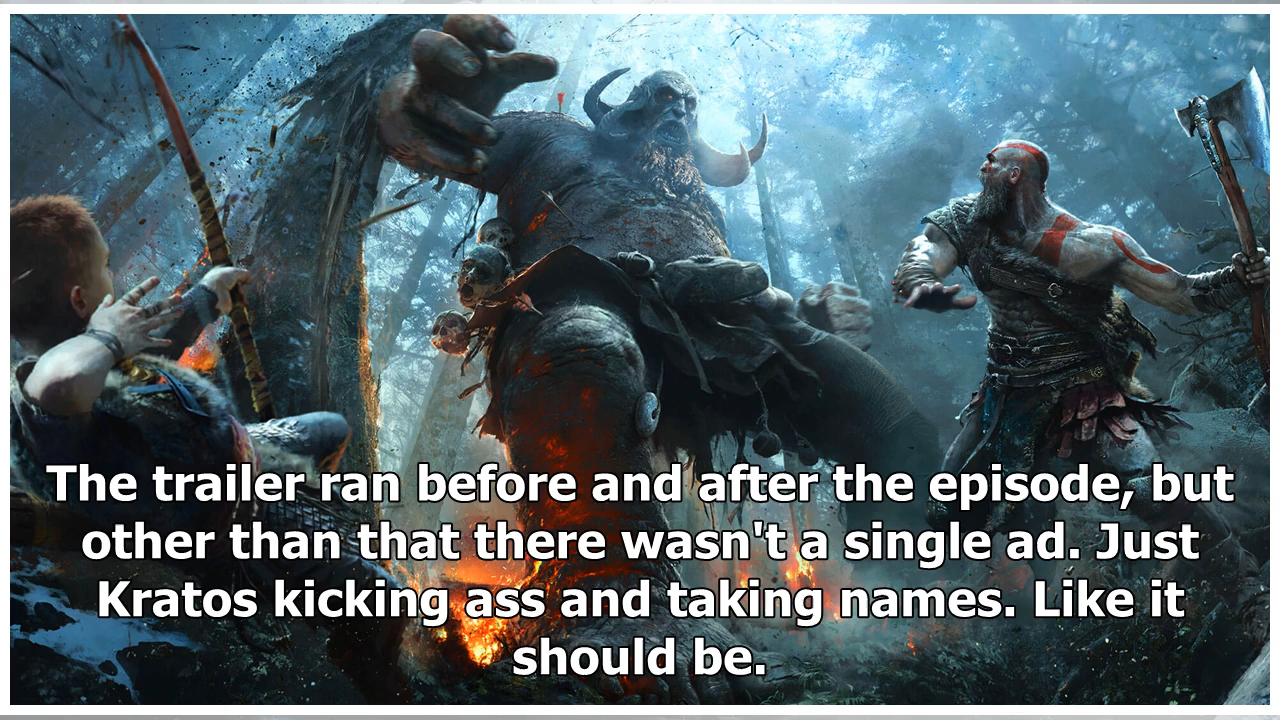 The trailer ran before and after the episode, but
other than that there wasn't a single ad. Just
Kratos kicking ass and taking names. Like it
should be.